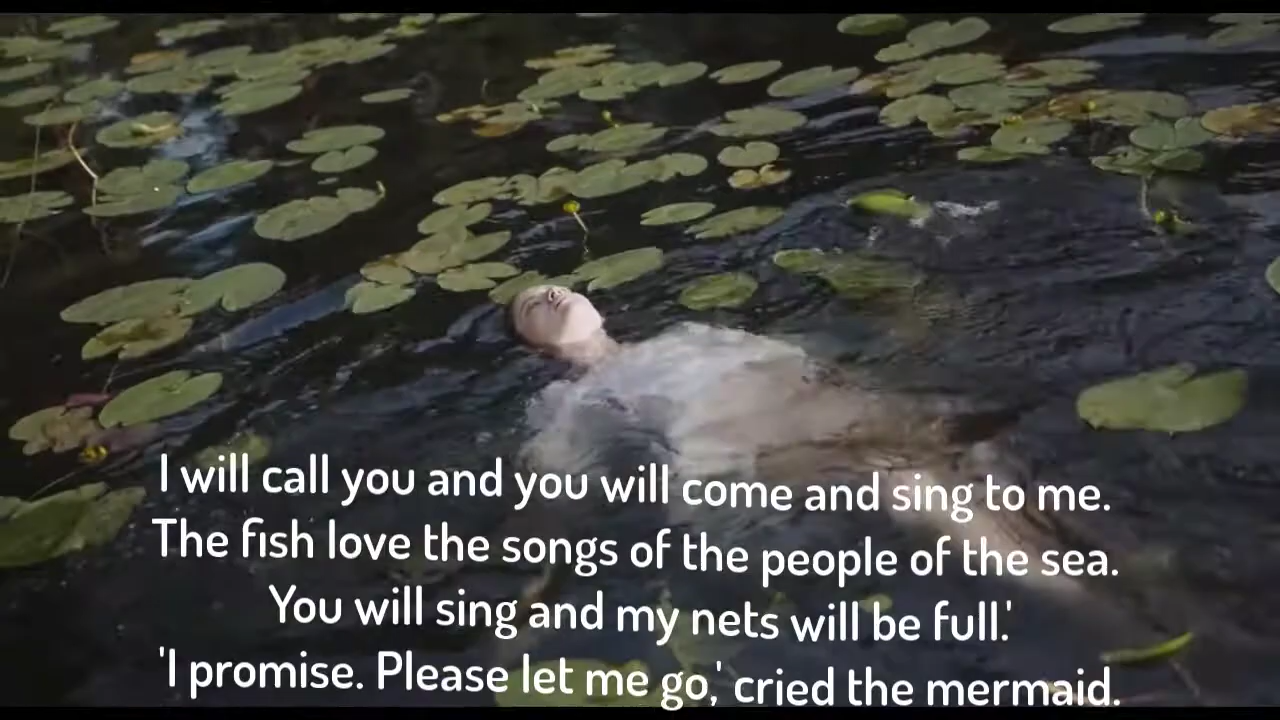 I will call you and you will come and sing to me.
The fish love the songs of the people of the sea.
You will sing and my nets will be full.'
'I promise. Please let me go,' cried the mermaid.